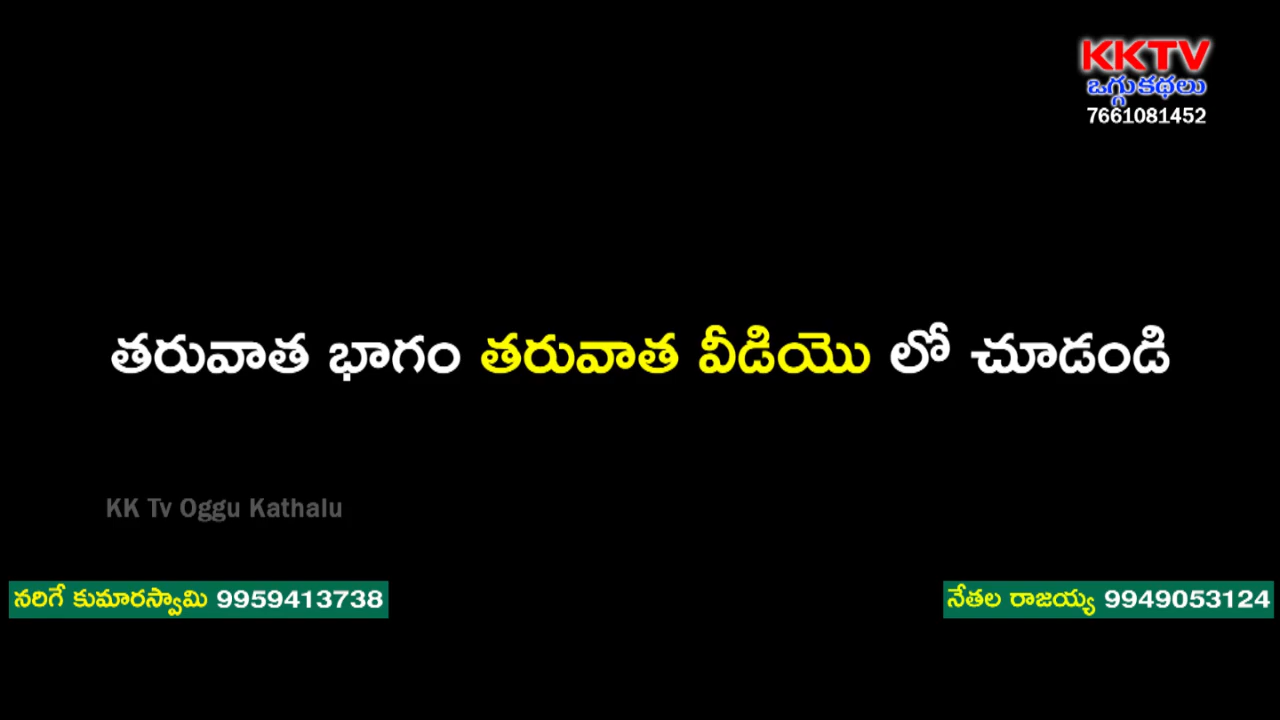 KKTV
ఒగ్గుకథలు
7661081452
తరువాత భాగం తరువాత వీడియొ లో చూడండి
KK Tv Oggu Kathalu
నరిగే కుమారస్వామి 9959413738
నేతల రాజయ్య 9949053124